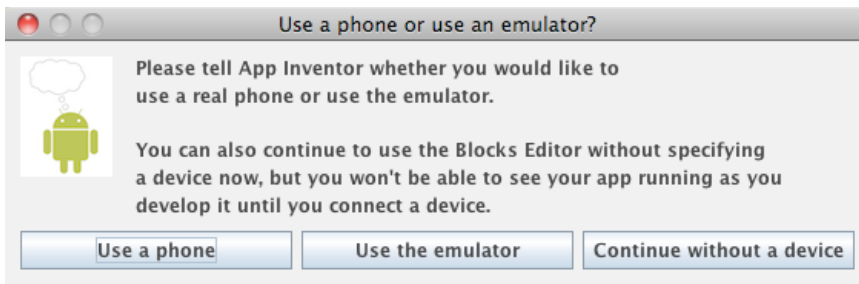 Use a phone or use an emulator?
Please tell App Inventor whether you would like to
use a real phone or use the emulator.
You can also continue to use the Blocks Editor without specifying
a device now, but you won't be able to see your app running as you
develop it until you connect a device.
Use a phone
Use the emulator
Continue without a device